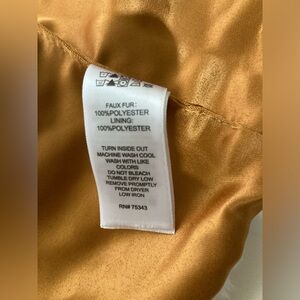 FAUX FUR:
100%POLYESTER
LINING:
100%POLYESTER
TURN INSIDE OUT
MACHINE WASH COOL
WASH WITH LIKE
COLORS
DO NOT BLEACH
TUMBLE DRY LOW
REMOVE PROMPTLY
FROM DRYER
LOW IRON
RN# 75343